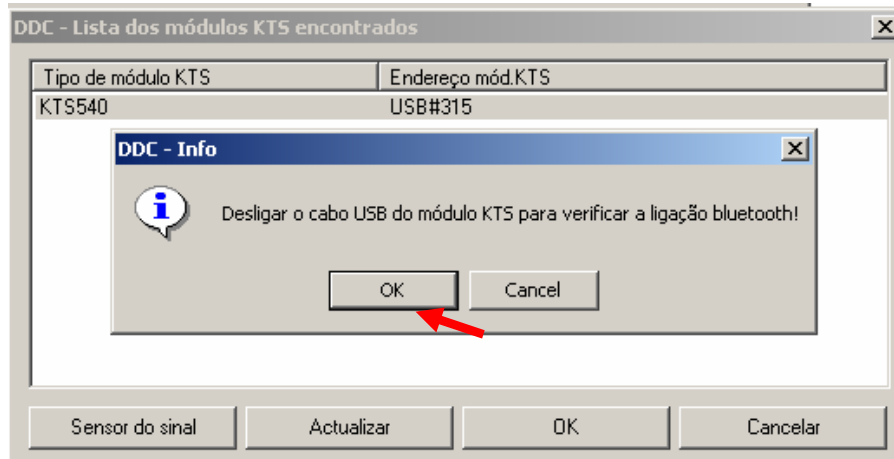 DDC - Lista dos módulos KTS encontrados
Tipo de módulo KTS Endereço mód.KTS
KTS540 USB#315
DDC - Info
Desligar o cabo USB do módulo KTS para verificar a ligação bluetooth!
OK Cancel
Sensor do sinal Actualizar OK Cancelar